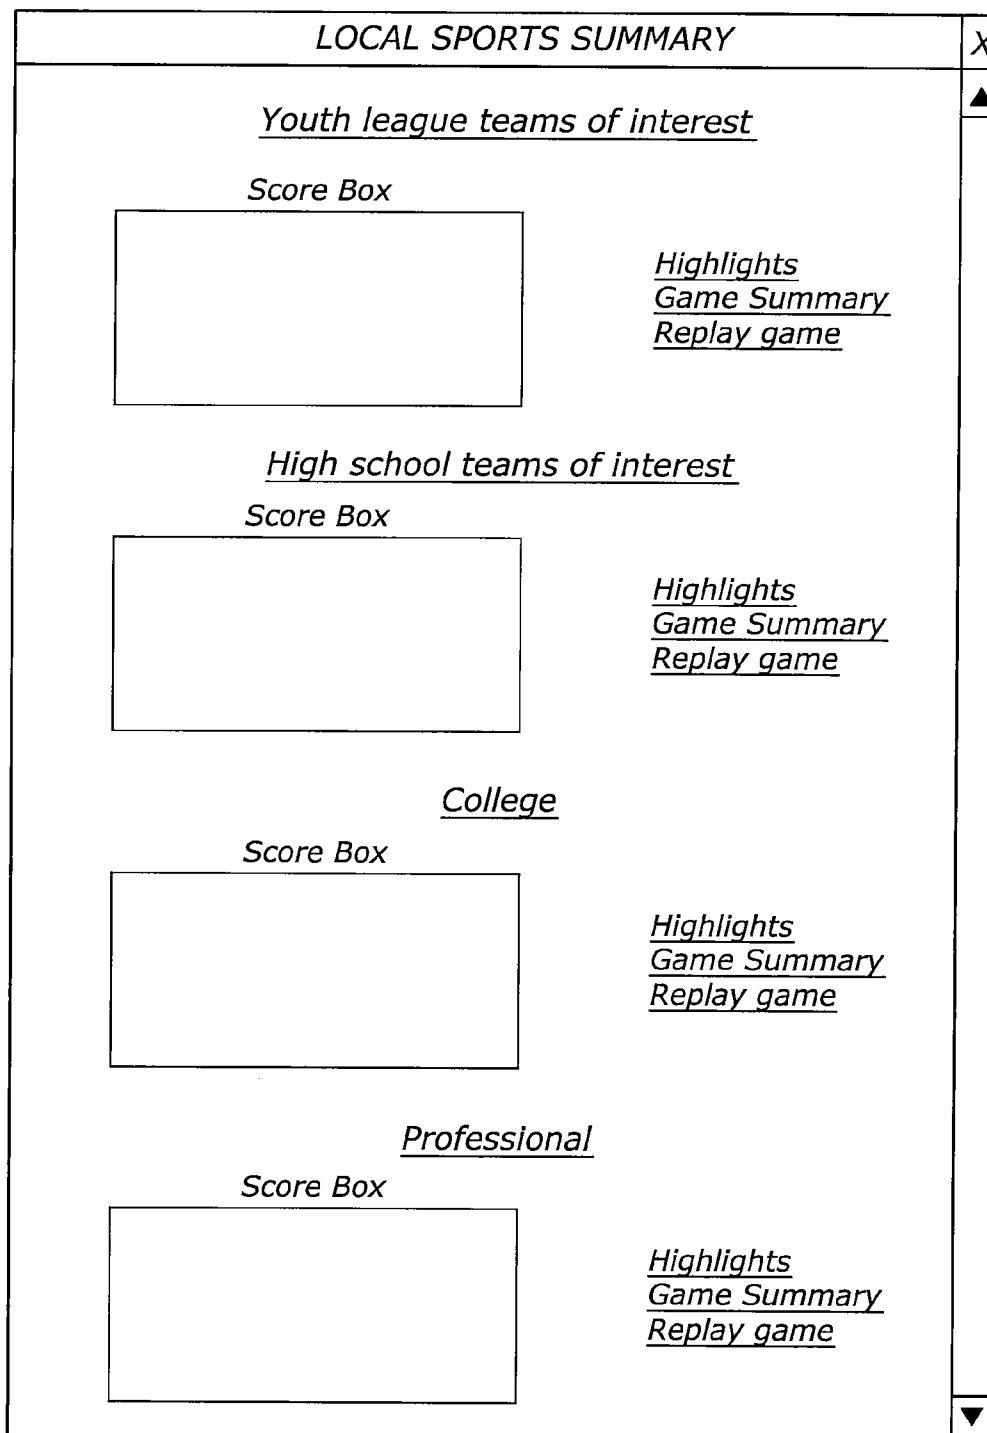 LOCAL SPORTS SUMMARY
X
Youth league teams of interest
Score Box
Highlights
Game Summary
Replay game
High school teams of interest
Score Box
Highlights
Game Summary
Replay game
College
Score Box
Highlights
Game Summary
Replay game
Professional
Score Box
Highlights
Game Summary
Replay game